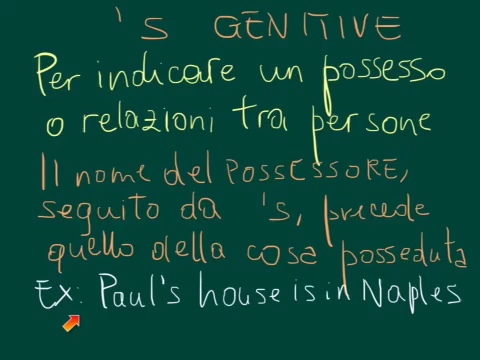 's GENITIVE
Per indicare un possesso
o relazioni tra persone
Il nome del POSSESSORE,
seguito da 's, precede
quello della cosa posseduta
Ex: Paul's house is in Naples